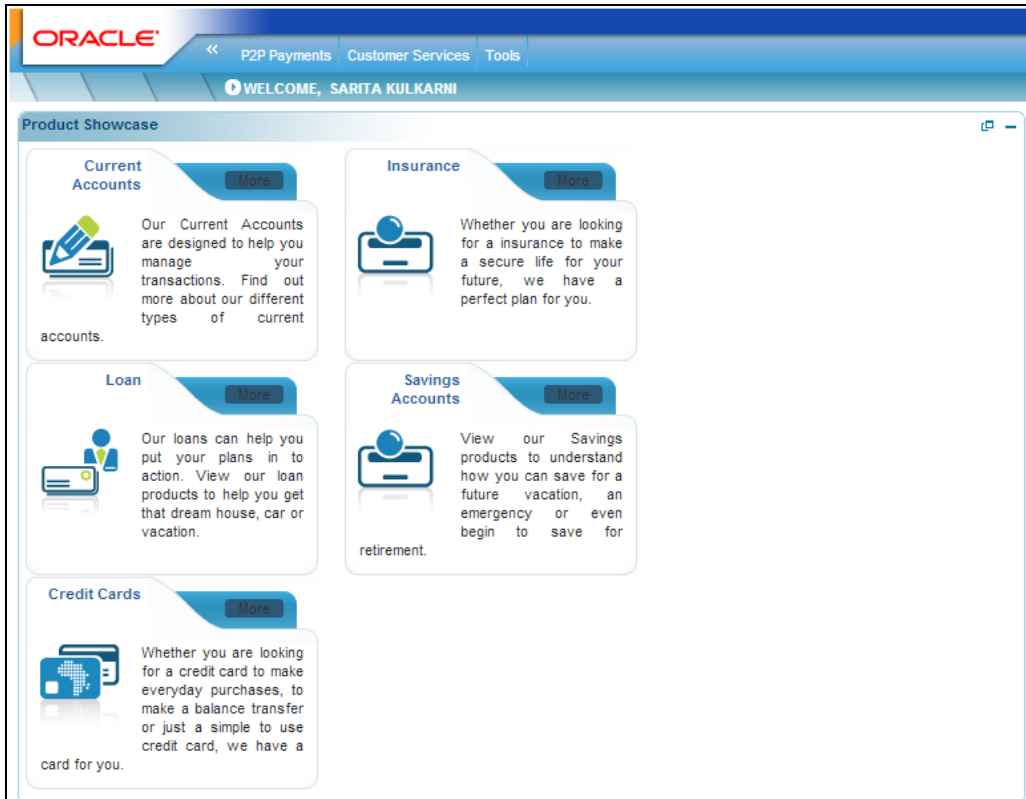 ORACLE
« P2P Payments Customer Services Tools
WELCOME, SARITA KULKARNI
Product Showcase
Current
Accounts
More
Our Current Accounts
are designed to help you
manage your
transactions. Find out
more about our different
types of current
accounts.
Insurance
More
Whether you are looking
for a insurance to make
a secure life for your
future, we have a
perfect plan for you.
Loan
More
Our loans can help you
put your plans in to
action. View our loan
products to help you get
that dream house, car or
vacation.
Savings
Accounts
More
View our Savings
products to understand
how you can save for a
future vacation, an
emergency or even
begin to save for
retirement.
Credit Cards
More
Whether you are looking
for a credit card to make
everyday purchases, to
make a balance transfer
or just a simple to use
credit card, we have a
card for you.